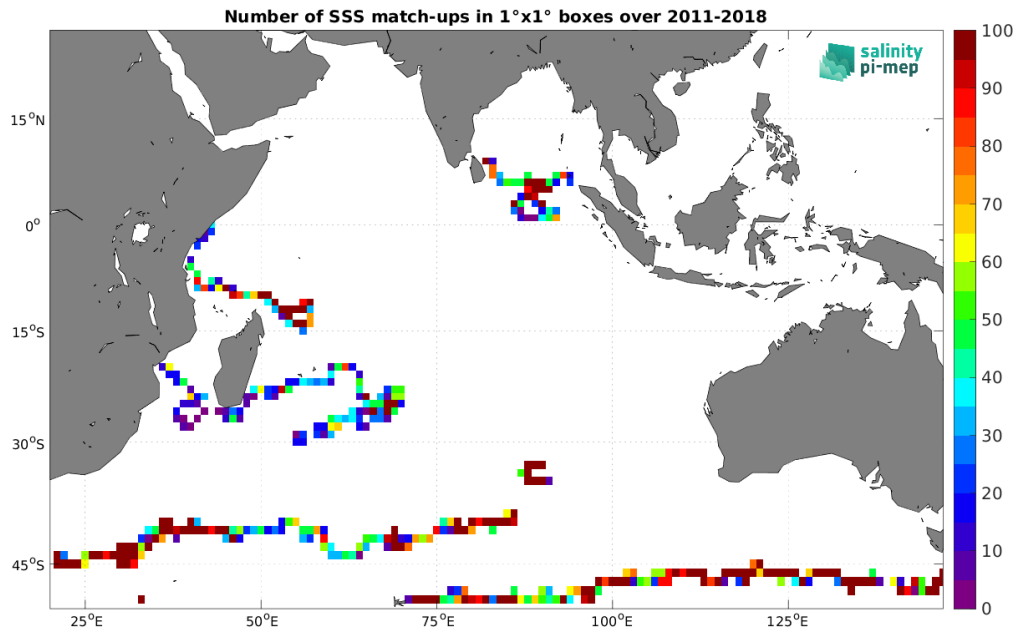 Number of SSS match-ups in 1°x1° boxes over 2011-2018
salinity
pi-mep
15°N
0°
15°S
30°S
45°S
25°E
50°E
75°E
100°E
125°E
100
90
80
70
60
50
40
30
20
10
0